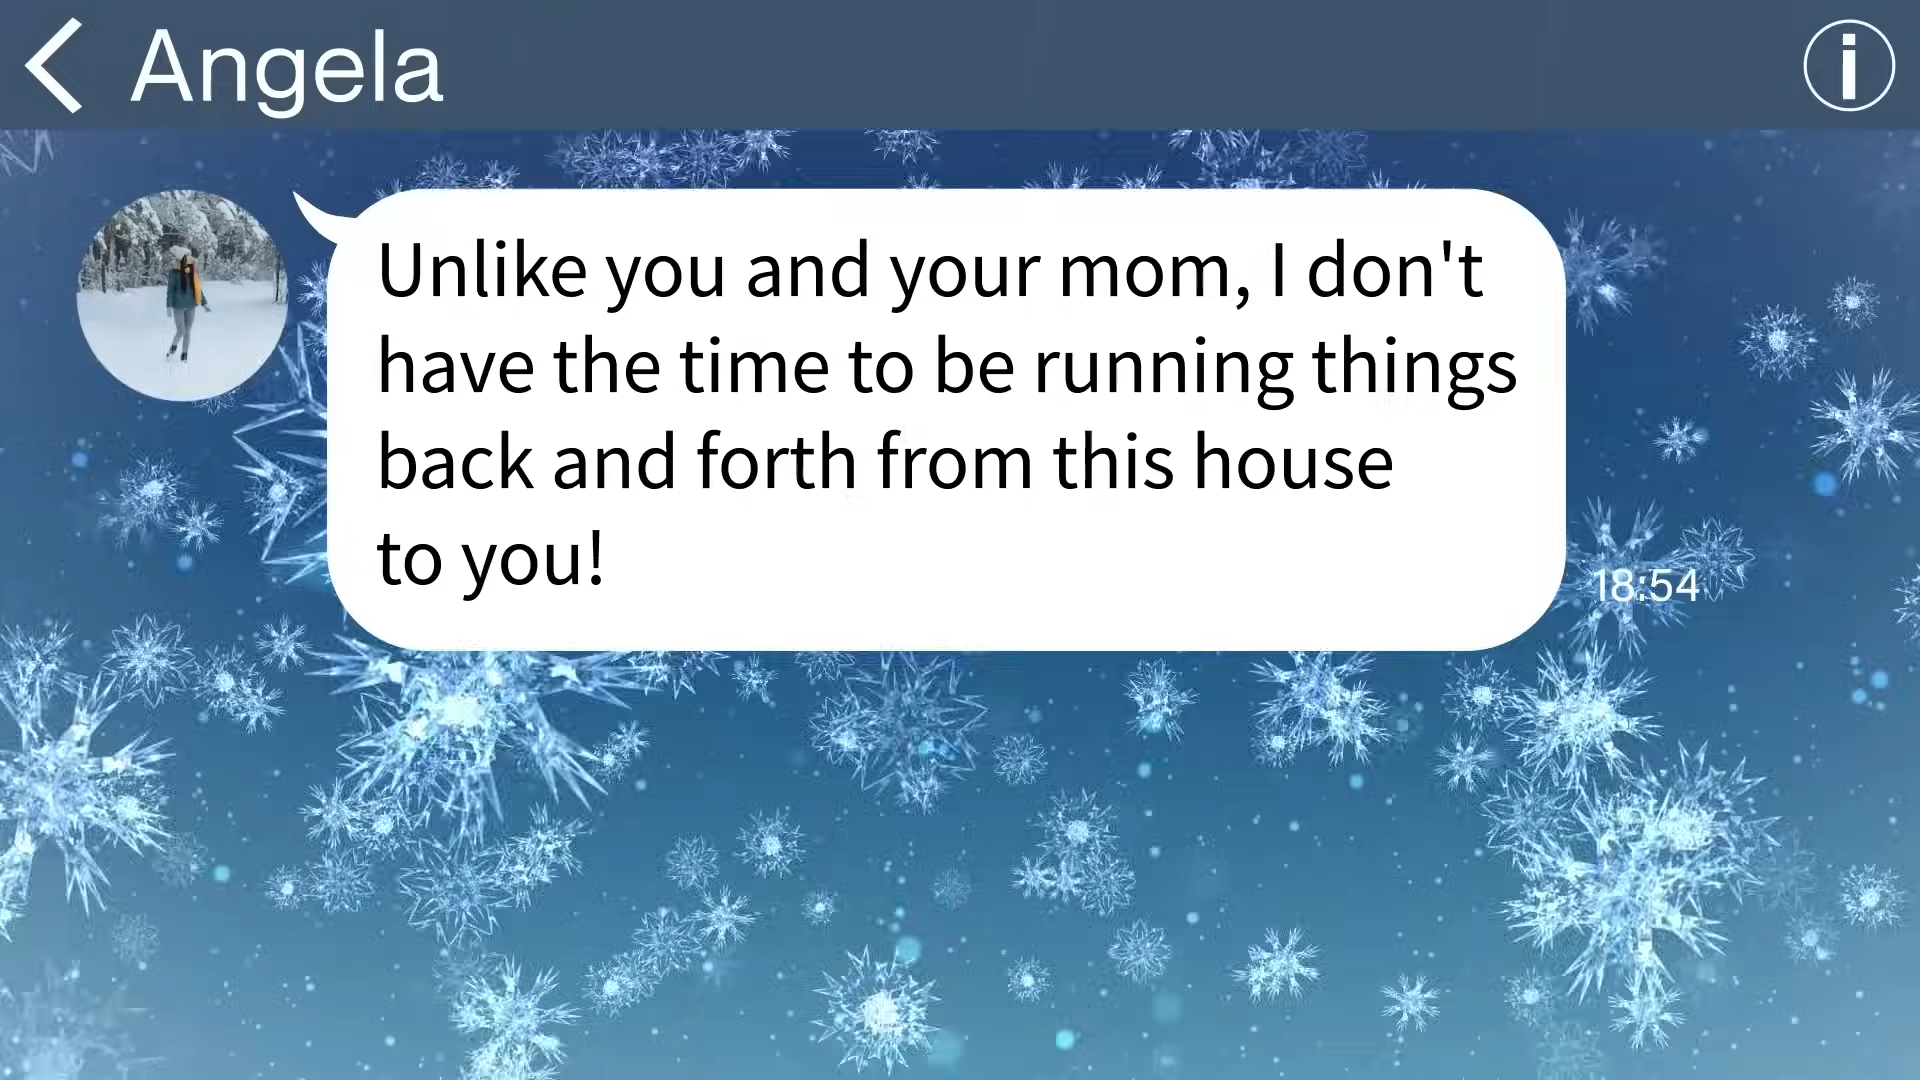 Angela
Unlike you and your mom, I don't
have the time to be running things
back and forth from this house
to you!
18:54